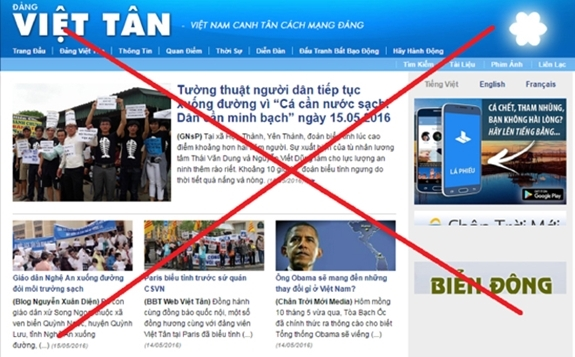 ĐẢNG
VIỆT TÂN
- VIỆT NAM CANH TÂN CÁCH MẠNG ĐẢNG
Trang Đầu Đảng Việt Tân Thông Tin Quan Điểm Thời Sự Diễn Đàn Đấu Tranh Bất Bạo Động Hãy Hành Động
Tìm Kiếm Tài Liệu Phim Ảnh Liên Lạc
Tiếng Việt English Français
Tường thuật người dân tiếp tục
xuống đường vì “Cá cần nước sạch
Dân cần minh bạch” ngày 15.05.2016
(GNsP) Tại xã Hợp Thành, Yên Thành, đoàn biểu tình lúc cao
điểm khoảng hơn hai trăm người. Sự xuất hiện của tù nhân lương
tâm Thái Văn Dung và Nguyễn Viết Dũng làm cho lực lượng an
ninh thêm ráo riết. Khoảng 10 giờ đoàn biểu tình ngưng do
thời tiết quá nắng và nóng. (15/05/2016)
CÁ CHẾT, THAM NHŨNG,
BẠN KHÔNG HÀI LÒNG?
HÃY LÊN TIẾNG BẰNG...
LÁ PHIẾU
Google Play
Chân Trời Mới
BIỂN ĐÔNG
Giáo dân Nghệ An xuống đường
đòi môi trường sạch
(Blog Nguyễn Xuân Diện) Bà con
giáo dân xứ Song Ngọc thuộc xã
ven biển Quỳnh Ngọc, huyện Quỳnh
Lưu, tỉnh Nghệ An xuống
đường, (...) (15/05/2016)
Paris biểu tình trước sứ quán
CSVN
(BBT Web Việt Tân) Đồng hành
cùng đồng bào quốc nội, một số
đồng hương cùng với đảng viên
Việt Tân tại Paris đã biểu tình (...)
(14/05/2016)
Ông Obama sẽ mang đến những
thay đổi gì ở Việt Nam?
(Chân Trời Mới Media) Hôm mồng
10 tháng 5 vừa qua, Tòa Bạch Ốc
đã chính thức ra thông cáo cho biết
Tổng thống Obama sẽ viếng (...)
(14/05/2016)